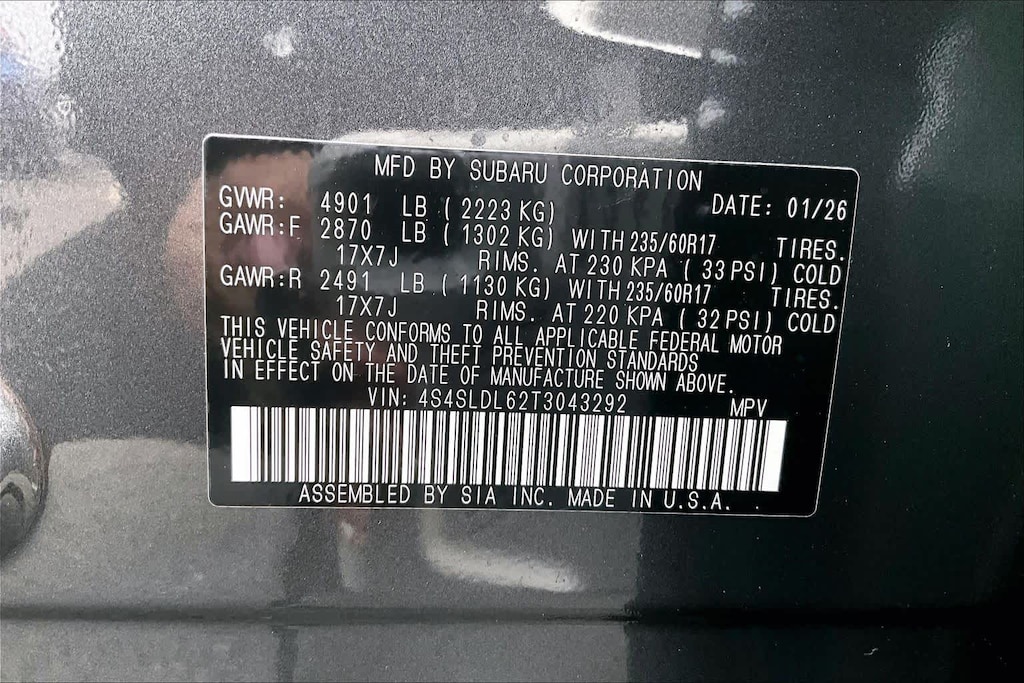 MFD BY SUBARU CORPORATION
GVWR: 4901 LB ( 2223 KG) DATE: 01/26
GAWR:F 2870 LB ( 1302 KG) WITH 235/60R17 TIRES.
17X7J RIMS. AT 230 KPA ( 33 PSI) COLD
GAWR:R 2491 LB ( 1130 KG) WITH 235/60R17 TIRES.
17X7J RIMS. AT 220 KPA ( 32 PSI) COLD
THIS VEHICLE CONFORMS TO ALL APPLICABLE FEDERAL MOTOR
VEHICLE SAFETY AND THEFT PREVENTION STANDARDS
IN EFFECT ON THE DATE OF MANUFACTURE SHOWN ABOVE.
VIN: 4S4SLDL62T3043292 MPV
ASSEMBLED BY SIA INC. MADE IN U.S.A.